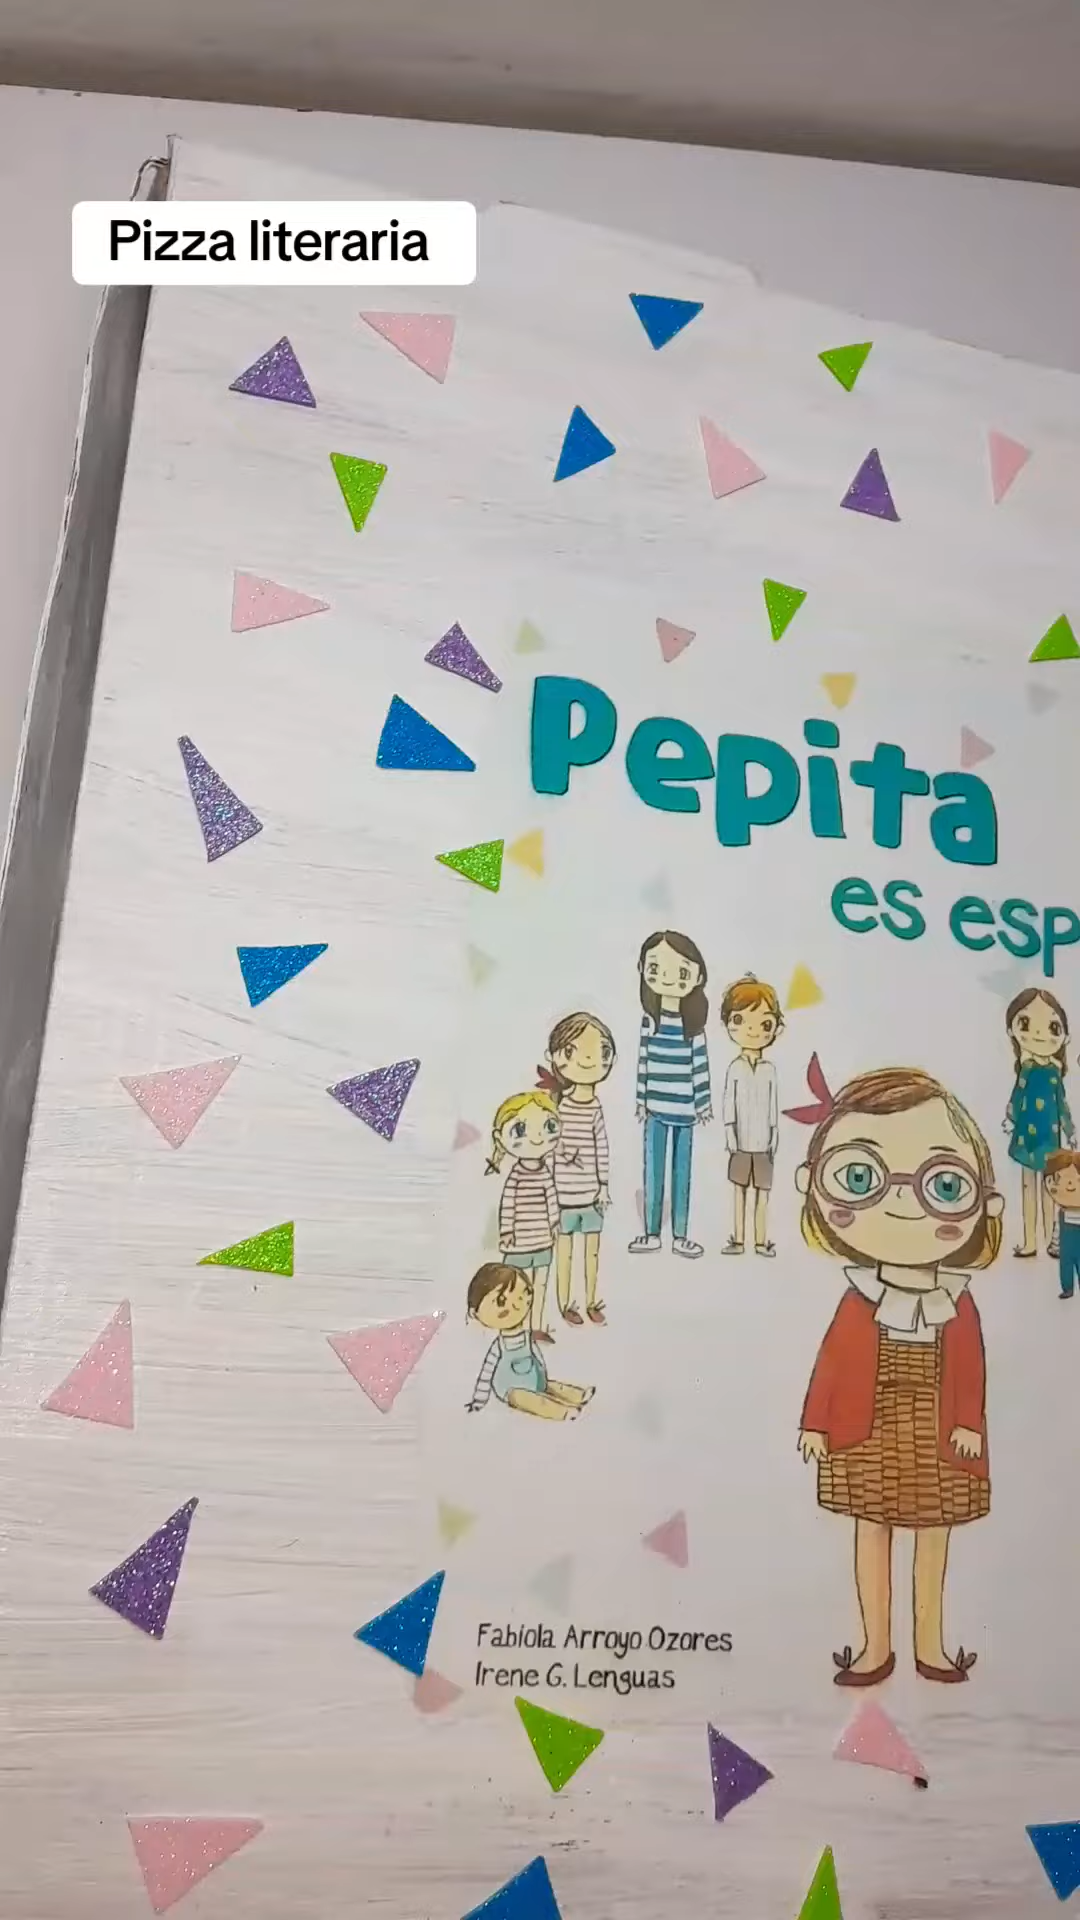 Pizza literaria
Pepita
es esp
Fabiola Arroyo Ozores
Irene G. Lenguas